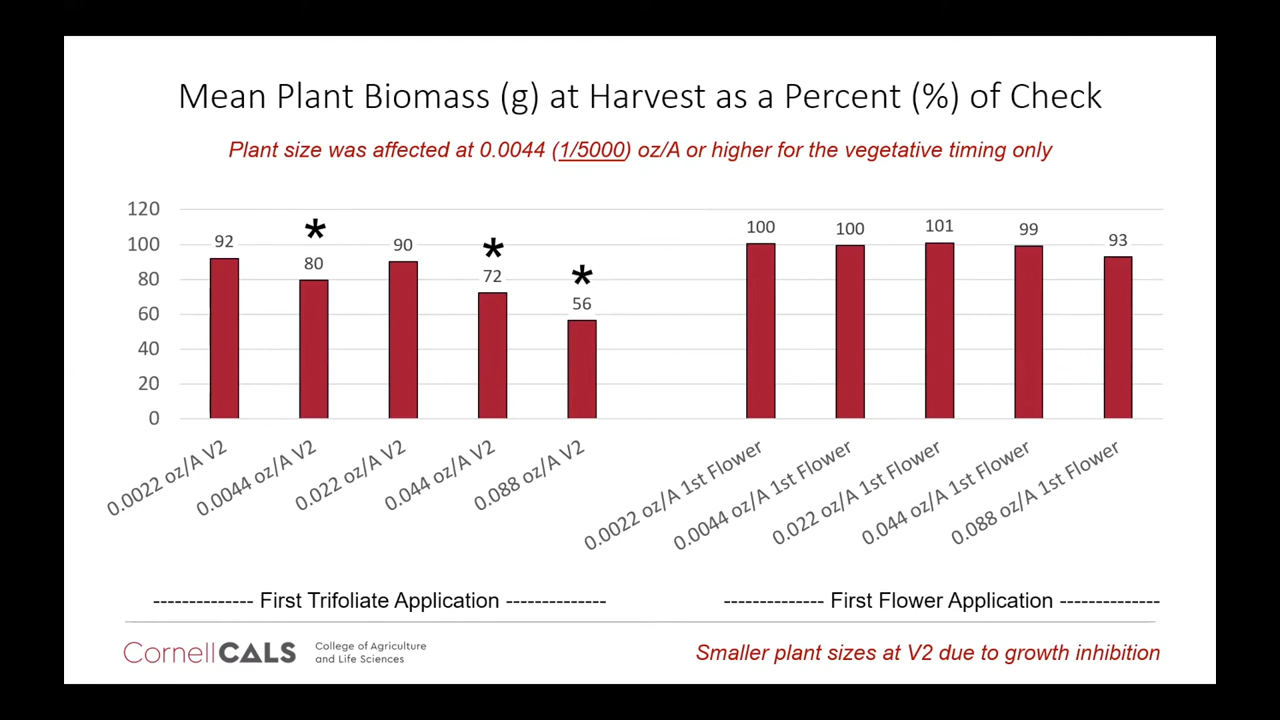 Mean Plant Biomass (g) at Harvest as a Percent (%) of Check
Plant size was affected at 0.0044 (1/5000) oz/A or higher for the vegetative timing only
120
100
80
60
40
20
0
92
*
80
90
*
72
*
56
100
100
101
99
93
0.0022 oz/A V2
0.0044 oz/A V2
0.022 oz/A V2
0.044 oz/A V2
0.088 oz/A V2
0.0022 oz/A 1st Flower
0.0044 oz/A 1st Flower
0.022 oz/A 1st Flower
0.044 oz/A 1st Flower
0.088 oz/A 1st Flower
-------------- First Trifoliate Application --------------
-------------- First Flower Application --------------
CornellCALS
College of Agriculture
and Life Sciences
Smaller plant sizes at V2 due to growth inhibition